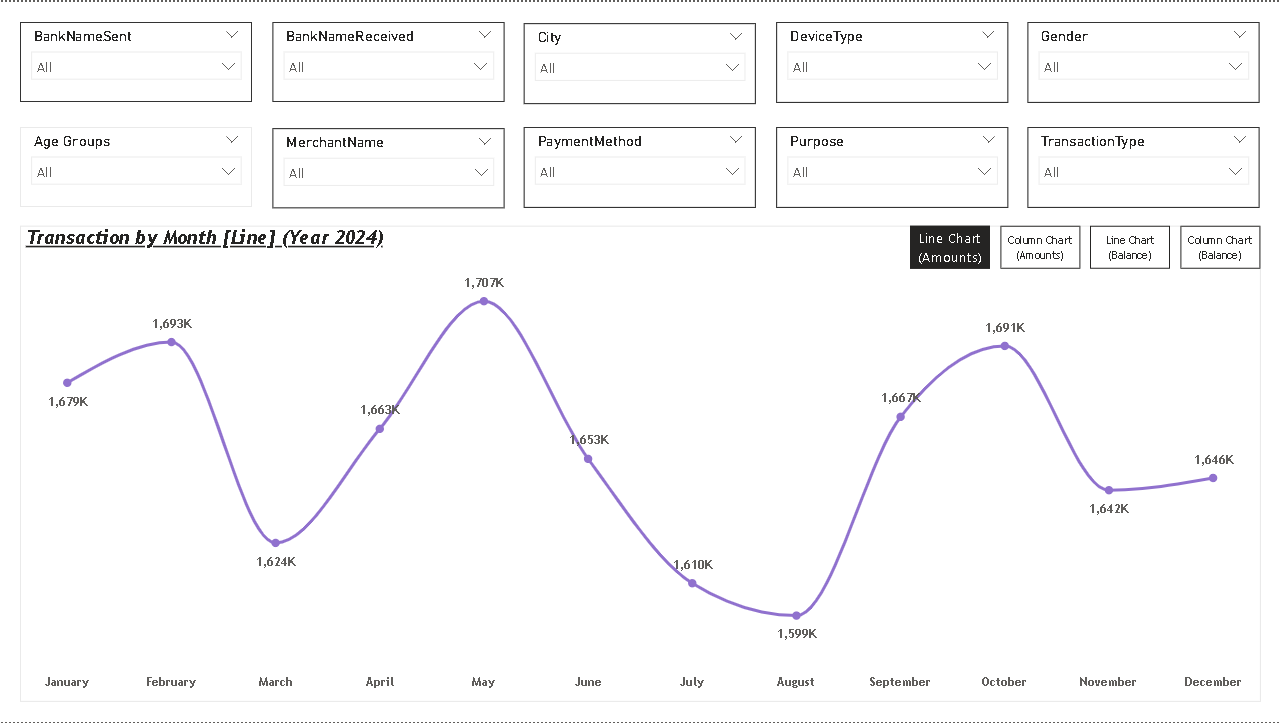 BankNameSent
All
BankNameReceived
All
City
All
DeviceType
All
Gender
All
Age Groups
All
MerchantName
All
PaymentMethod
All
Purpose
All
TransactionType
All
Transaction by Month [Line] (Year 2024)
Line Chart
(Amounts)
Column Chart
(Amounts)
Line Chart
(Balance)
Column Chart
(Balance)
1,679K
1,693K
1,624K
1,663K
1,707K
1,653K
1,610K
1,599K
1,667K
1,691K
1,642K
1,646K
January
February
March
April
May
June
July
August
September
October
November
December